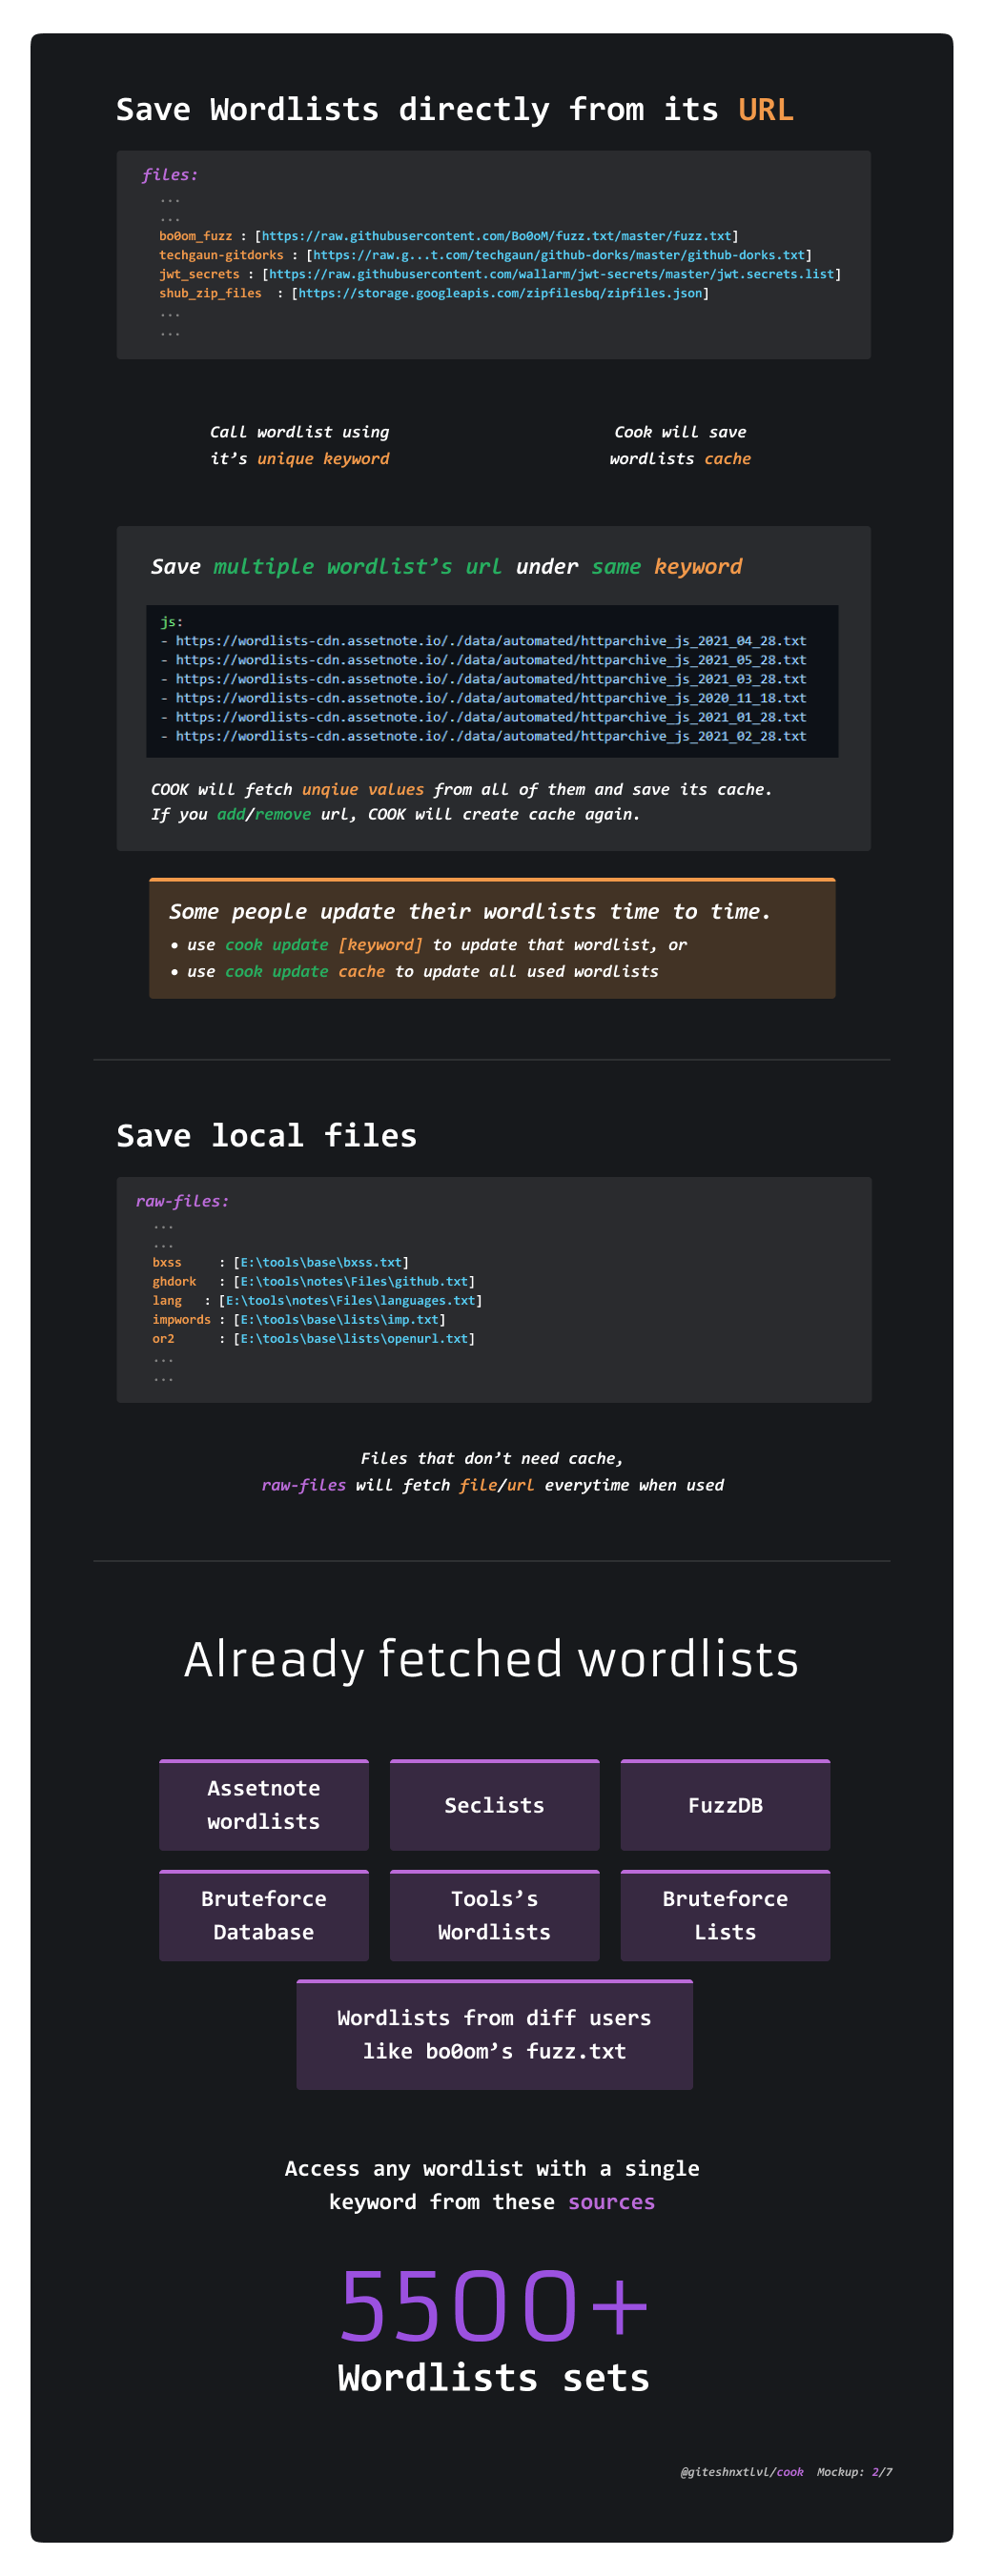 Save Wordlists directly from its URL
files:
...
...
bo0om_fuzz : [https://raw.githubusercontent.com/Bo0oM/fuzz.txt/master/fuzz.txt]
techgaun-gitdorks : [https://raw.g...t.com/techgaun/github-dorks/master/github-dorks.txt]
jwt_secrets : [https://raw.githubusercontent.com/wallarm/jwt-secrets/master/jwt.secrets.list]
shub_zip_files  : [https://storage.googleapis.com/zipfilesbq/zipfiles.json]
...
...
Call wordlist using
it’s unique keyword
Cook will save
wordlists cache
Save multiple wordlist’s url under same keyword
js:
- https://wordlists-cdn.assetnote.io/./data/automated/httparchive_js_2021_04_28.txt
- https://wordlists-cdn.assetnote.io/./data/automated/httparchive_js_2021_05_28.txt
- https://wordlists-cdn.assetnote.io/./data/automated/httparchive_js_2021_03_28.txt
- https://wordlists-cdn.assetnote.io/./data/automated/httparchive_js_2020_11_18.txt
- https://wordlists-cdn.assetnote.io/./data/automated/httparchive_js_2021_01_28.txt
- https://wordlists-cdn.assetnote.io/./data/automated/httparchive_js_2021_02_28.txt
COOK will fetch unqiue values from all of them and save its cache.
If you add/remove url, COOK will create cache again.
Some people update their wordlists time to time.
• use cook update [keyword] to update that wordlist, or
• use cook update cache to update all used wordlists
Save local files
raw-files:
...
...
bxss     : [E:\tools\base\bxss.txt]
ghdork   : [E:\tools\notes\Files\github.txt]
lang   : [E:\tools\notes\Files\languages.txt]
impwords : [E:\tools\base\lists\imp.txt]
or2      : [E:\tools\base\lists\openurl.txt]
...
...
Files that don’t need cache,
raw-files will fetch file/url everytime when used
Already fetched wordlists
Assetnote
wordlists
Seclists
FuzzDB
Bruteforce
Database
Tools’s
Wordlists
Bruteforce
Lists
Wordlists from diff users
like bo0om’s fuzz.txt
Access any wordlist with a single
keyword from these sources
5500+
Wordlists sets
@giteshnxtlvl/cook  Mockup: 2/7